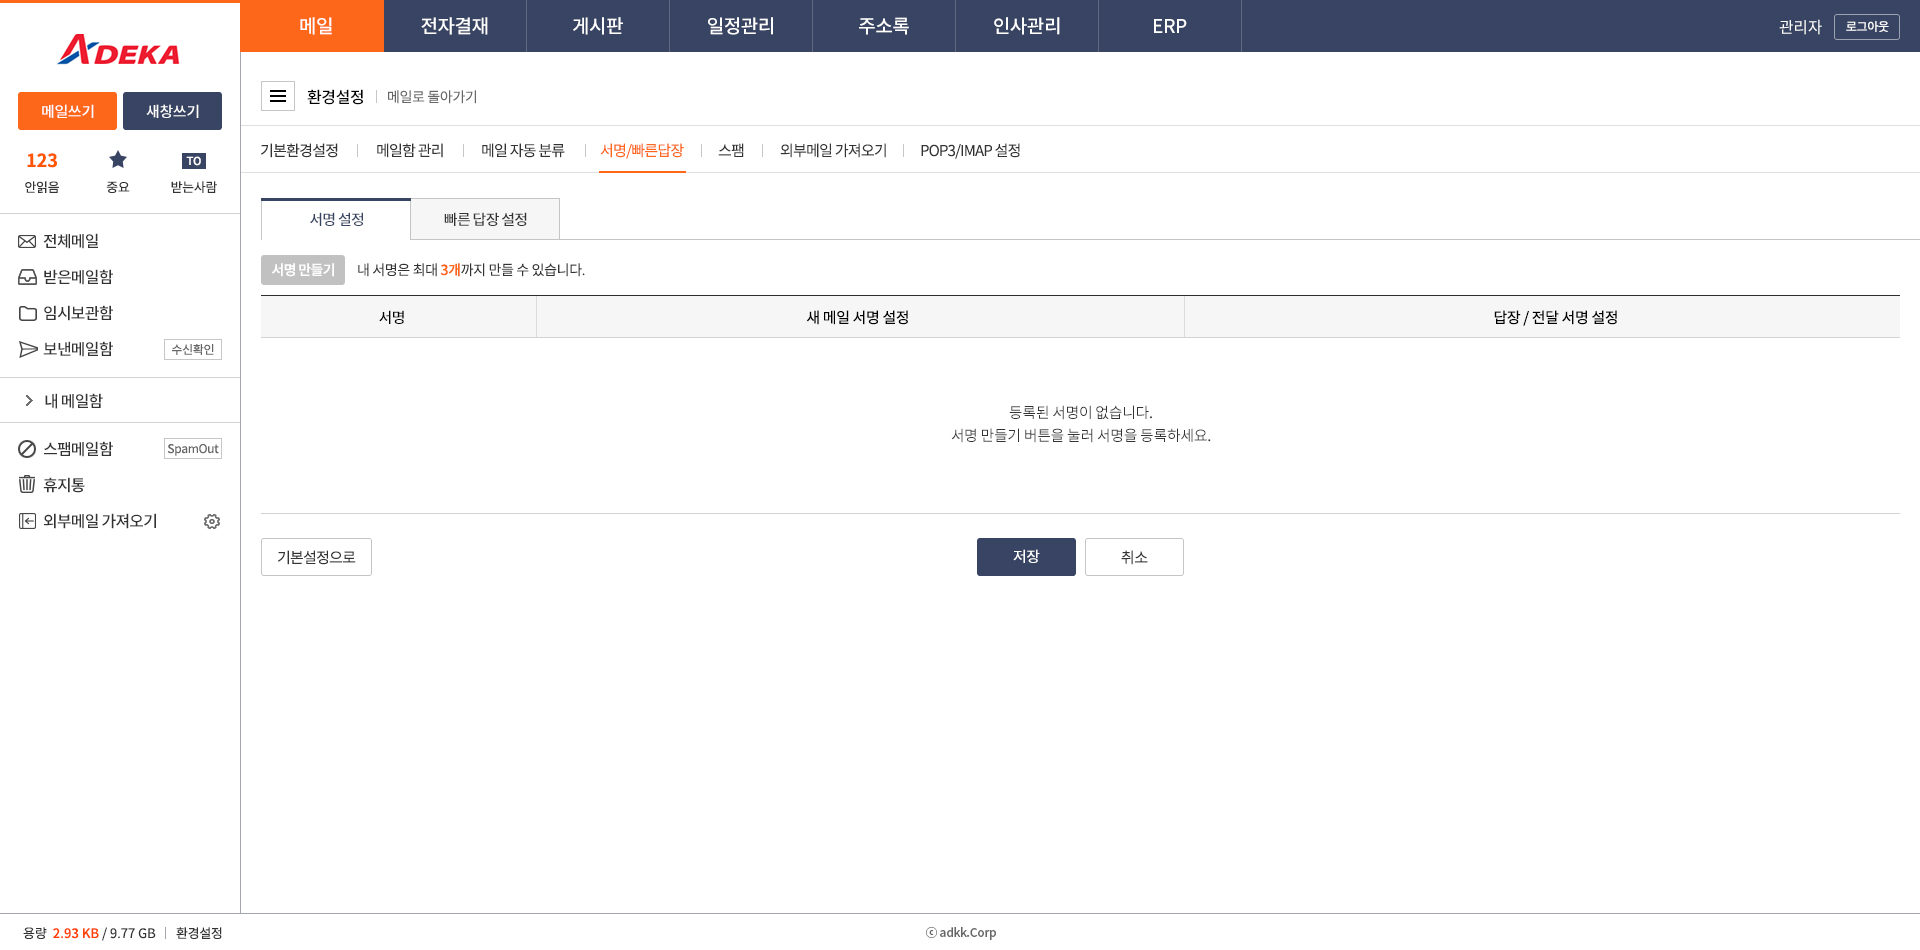 ADEKA
메일
전자결재
게시판
일정관리
주소록
인사관리
ERP
관리자
로그아웃
메일쓰기
새창쓰기
123
안읽음
중요
TO
받는사람
전체메일
받은메일함
임시보관함
보낸메일함
수신확인
내 메일함
스팸메일함
SpamOut
휴지통
외부메일 가져오기
환경설정
메일로 돌아가기
기본환경설정
메일함 관리
메일 자동 분류
서명/빠른답장
스팸
외부메일 가져오기
POP3/IMAP 설정
서명 설정
빠른 답장 설정
서명 만들기
내 서명은 최대 3개까지 만들 수 있습니다.
서명
새 메일 서명 설정
답장 / 전달 서명 설정
등록된 서명이 없습니다.
서명 만들기 버튼을 눌러 서명을 등록하세요.
기본설정으로
저장
취소
용량 2.93 KB / 9.77 GB
환경설정
ⓒ adkk.Corp